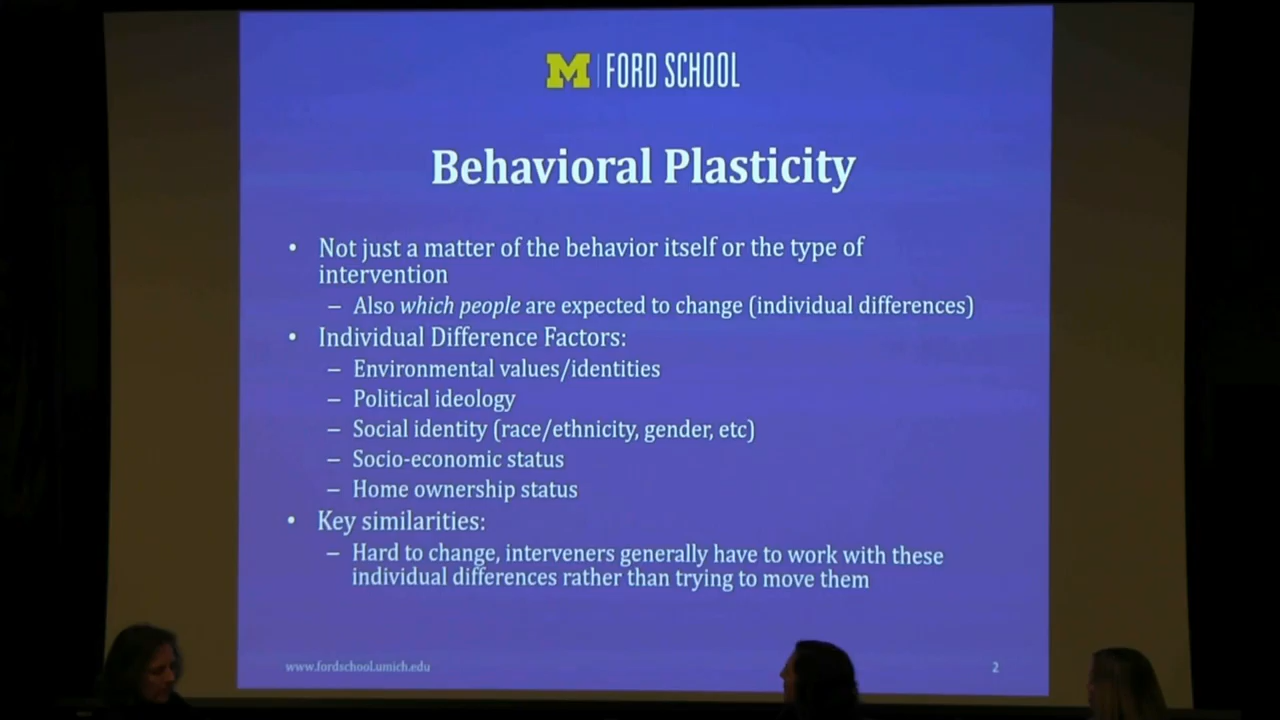 M | FORD SCHOOL
Behavioral Plasticity
• Not just a matter of the behavior itself or the type of
intervention
– Also which people are expected to change (individual differences)
• Individual Difference Factors:
– Environmental values/identities
– Political ideology
– Social identity (race/ethnicity, gender, etc)
– Socio-economic status
– Home ownership status
• Key similarities:
– Hard to change, interveners generally have to work with these
individual differences rather than trying to move them
www.fordschool.umich.edu
2